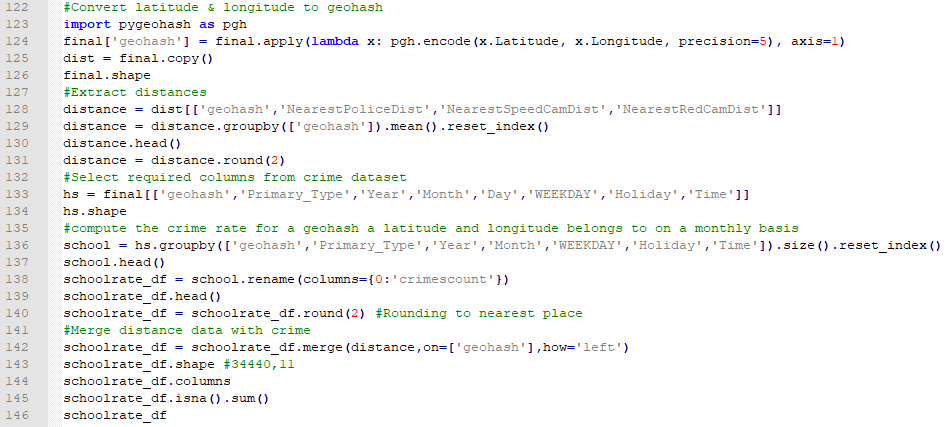 122 #Convert latitude & longitude to geohash
123 import pygeohash as pgh
124 final['geohash'] = final.apply(lambda x: pgh.encode(x.Latitude, x.Longitude, precision=5), axis=1)
125 dist = final.copy()
126 final.shape
127 #Extract distances
128 distance = dist[['geohash','NearestPoliceDist','NearestSpeedCamDist','NearestRedCamDist']]
129 distance = distance.groupby(['geohash']).mean().reset_index()
130 distance.head()
131 distance = distance.round(2)
132 #Select required columns from crime dataset
133 hs = final[['geohash','Primary_Type','Year','Month','Day','WEEKDAY','Holiday','Time']]
134 hs.shape
135 #compute the crime rate for a geohash a latitude and longitude belongs to on a monthly basis
136 school = hs.groupby(['geohash','Primary_Type','Year','Month','WEEKDAY','Holiday','Time']).size().reset_index()
137 school.head()
138 schoolrate_df = school.rename(columns={0:'crimescount'})
139 schoolrate_df.head()
140 schoolrate_df = schoolrate_df.round(2) #Rounding to nearest place
141 #Merge distance data with crime
142 schoolrate_df = schoolrate_df.merge(distance,on=['geohash'],how='left')
143 schoolrate_df.shape #34440,11
144 schoolrate_df.columns
145 schoolrate_df.isna().sum()
146 schoolrate_df